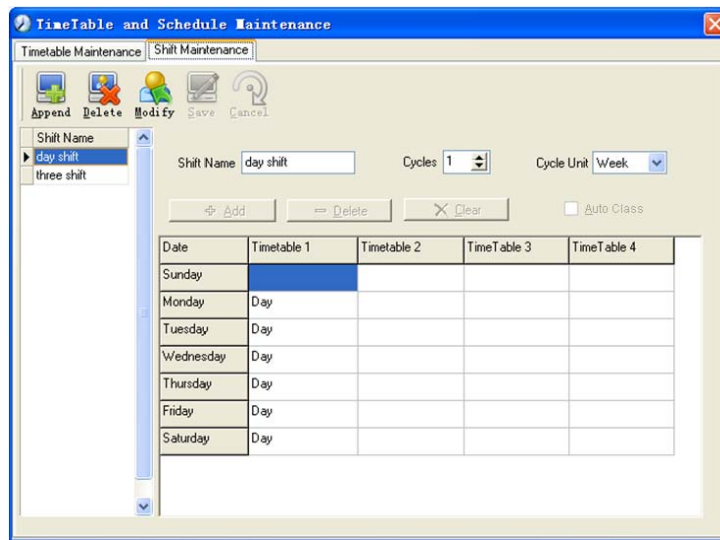 TimeTable and Schedule Maintenance
Timetable Maintenance Shift Maintenance
Append Delete Modify Save Cancel
Shift Name
day shift
three shift
Shift Name day shift Cycles 1 Cycle Unit Week
Add Delete Clear Auto Class
Date Timetable 1 Timetable 2 TimeTable 3 TimeTable 4
Sunday
Monday Day
Tuesday Day
Wednesday Day
Thursday Day
Friday Day
Saturday Day